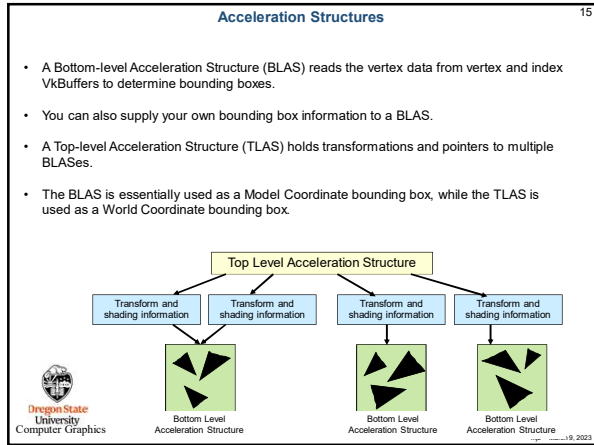 Acceleration Structures
15
• A Bottom-level Acceleration Structure (BLAS) reads the vertex data from vertex and index
VkBuffers to determine bounding boxes.
• You can also supply your own bounding box information to a BLAS.
• A Top-level Acceleration Structure (TLAS) holds transformations and pointers to multiple
BLASes.
• The BLAS is essentially used as a Model Coordinate bounding box, while the TLAS is
used as a World Coordinate bounding box.
Top Level Acceleration Structure
Transform and
shading information
Transform and
shading information
Transform and
shading information
Transform and
shading information
Bottom Level
Acceleration Structure
Bottom Level
Acceleration Structure
Bottom Level
Acceleration Structure
Oregon State
University
Computer Graphics
9, 2023